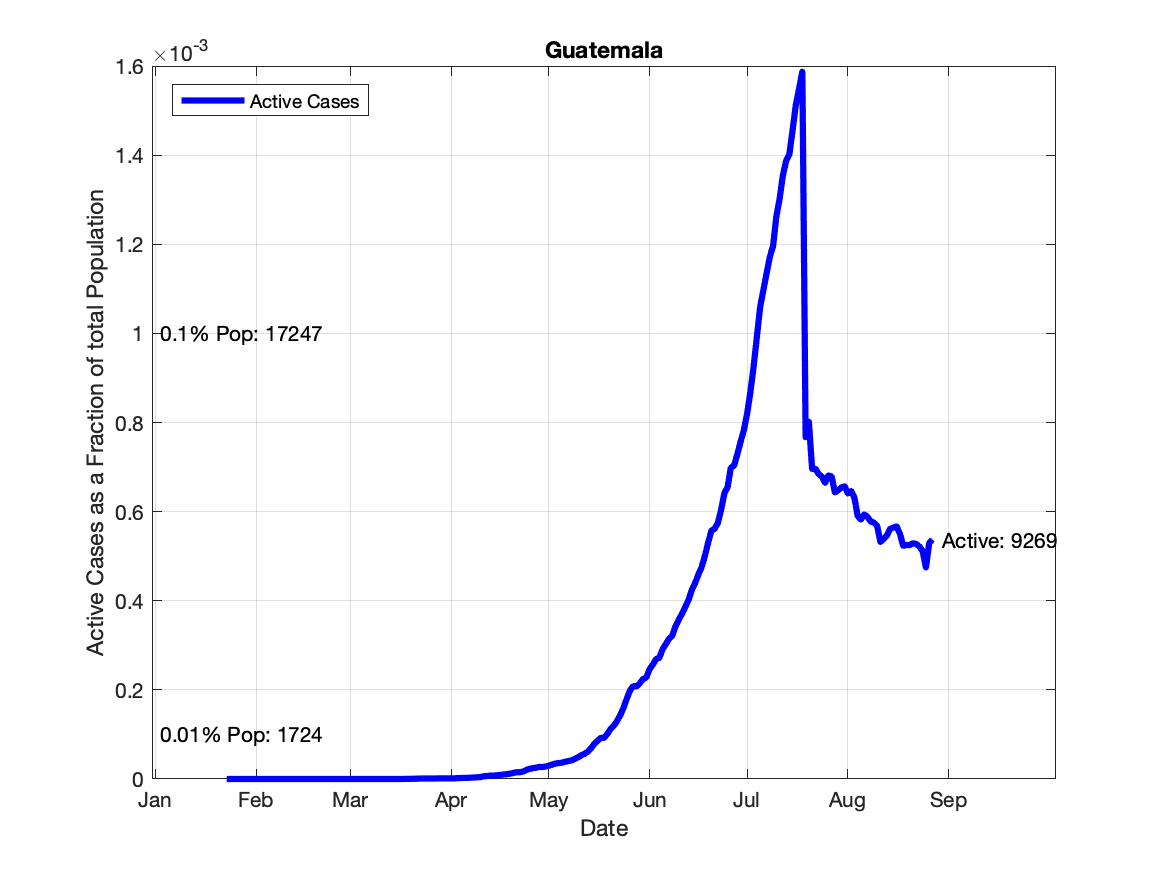 Guatemala
×10-3
1.6
1.4
1.2
1
0.8
0.6
0.4
0.2
0
Active Cases
0.1% Pop: 17247
0.01% Pop: 1724
Active: 9269
Active Cases as a Fraction of total Population
Jan Feb Mar Apr May Jun Jul Aug Sep
Date